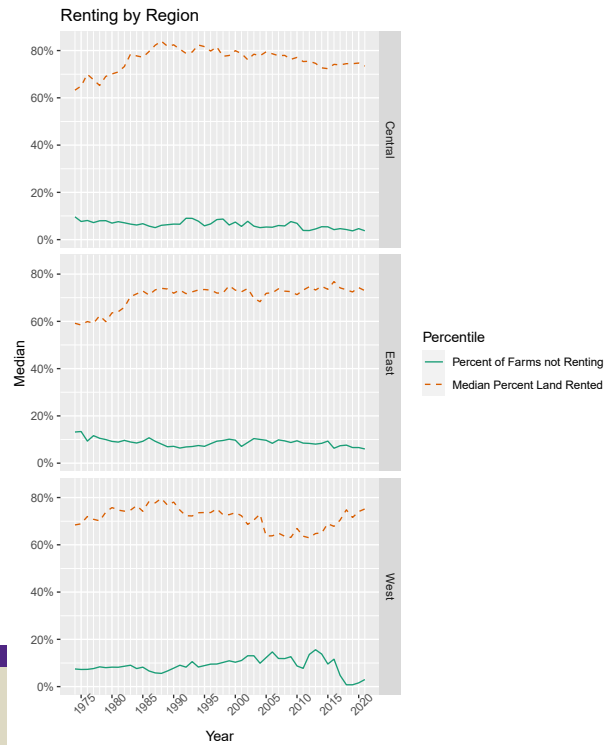 Renting by Region
80%
60%
40%
20%
0%
Central
80%
60%
40%
20%
0%
East
80%
60%
40%
20%
0%
West
Median
1975
1980
1985
1990
1995
2000
2005
2010
2015
2020
Year
Percentile
Percent of Farms not Renting
Median Percent Land Rented